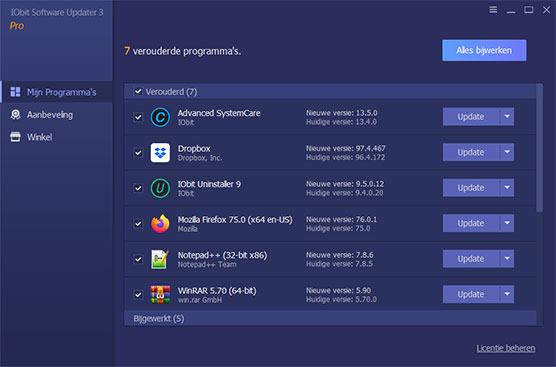 IObit Software Updater 3
Pro
7 verouderde programma's.
Alles bijwerken
Mijn Programma's
Aanbeveling
Winkel
Verouderd (7)
Advanced SystemCare
IObit
Nieuwe versie: 13.5.0
Huidige versie: 13.4.0
Update
Dropbox
Dropbox, Inc.
Nieuwe versie: 97.4.467
Huidige versie: 96.4.172
Update
IObit Uninstaller 9
IObit
Nieuwe versie: 9.5.0.12
Huidige versie: 9.4.0.20
Update
Mozilla Firefox 75.0 (x64 en-US)
Mozilla
Nieuwe versie: 76.0.1
Huidige versie: 75.0
Update
Notepad++ (32-bit x86)
Notepad++ Team
Nieuwe versie: 7.8.6
Huidige versie: 7.8.5
Update
WinRAR 5.70 (64-bit)
win.rar GmbH
Nieuwe versie: 5.90
Huidige versie: 5.70.0
Update
Bijgewerkt (5)
Licentie beheren